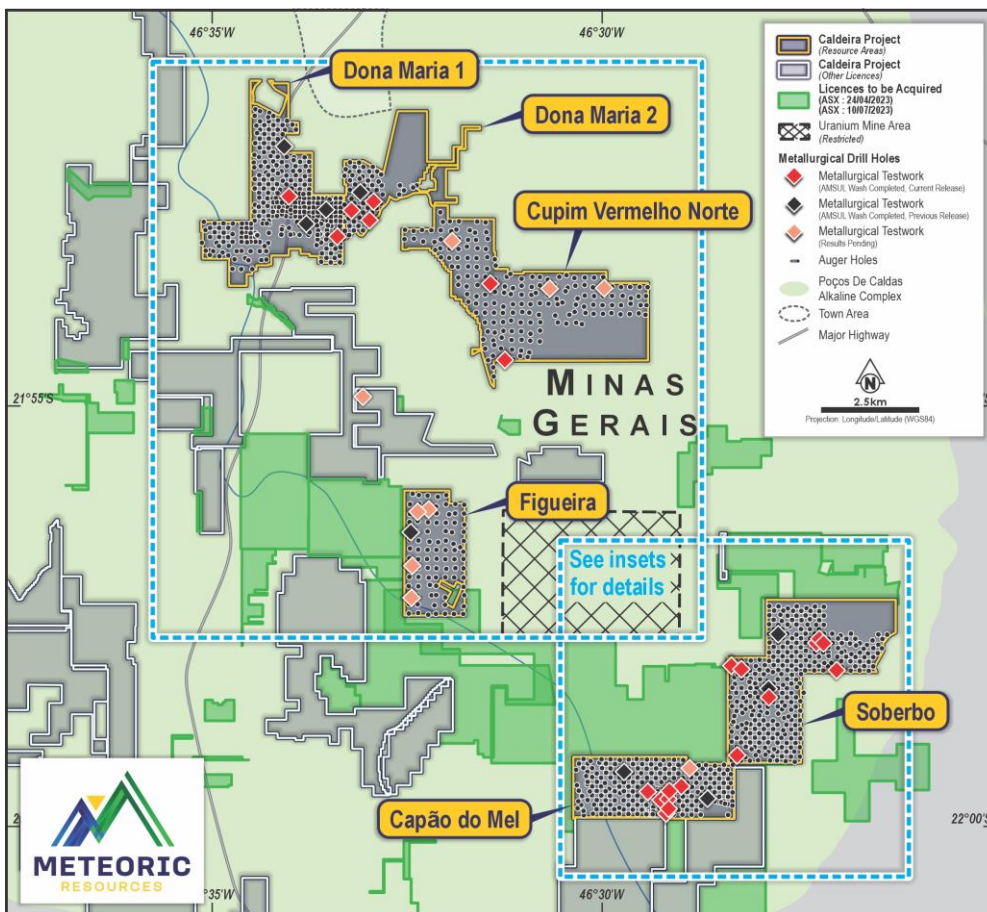 46°35'W
46°30'W
Dona Maria 1
Dona Maria 2
Cupim Vermelho Norte
MINAS
GERAIS
21°55'S
Figueira
See insets
for details
Soberbo
Capão do Mel
22°00'S
46°35'W
46°30'W
METEORIC
RESOURCES
Caldeira Project
(Resource Areas)
Caldeira Project
(Other Licences)
Licences to be Acquired
(ASX : 24/04/2023)
(ASX : 10/07/2023)
Uranium Mine Area
(Restricted)
Metallurgical Drill Holes
Metallurgical Testwork
(AMSUL Wash Completed, Current Release)
Metallurgical Testwork
(AMSUL Wash Completed, Previous Release)
Metallurgical Testwork
(Results Pending)
Auger Holes
Poços De Caldas
Alkaline Complex
Town Area
Major Highway
N
2.5km
Projection: Longitude/Latitude (WGS84)